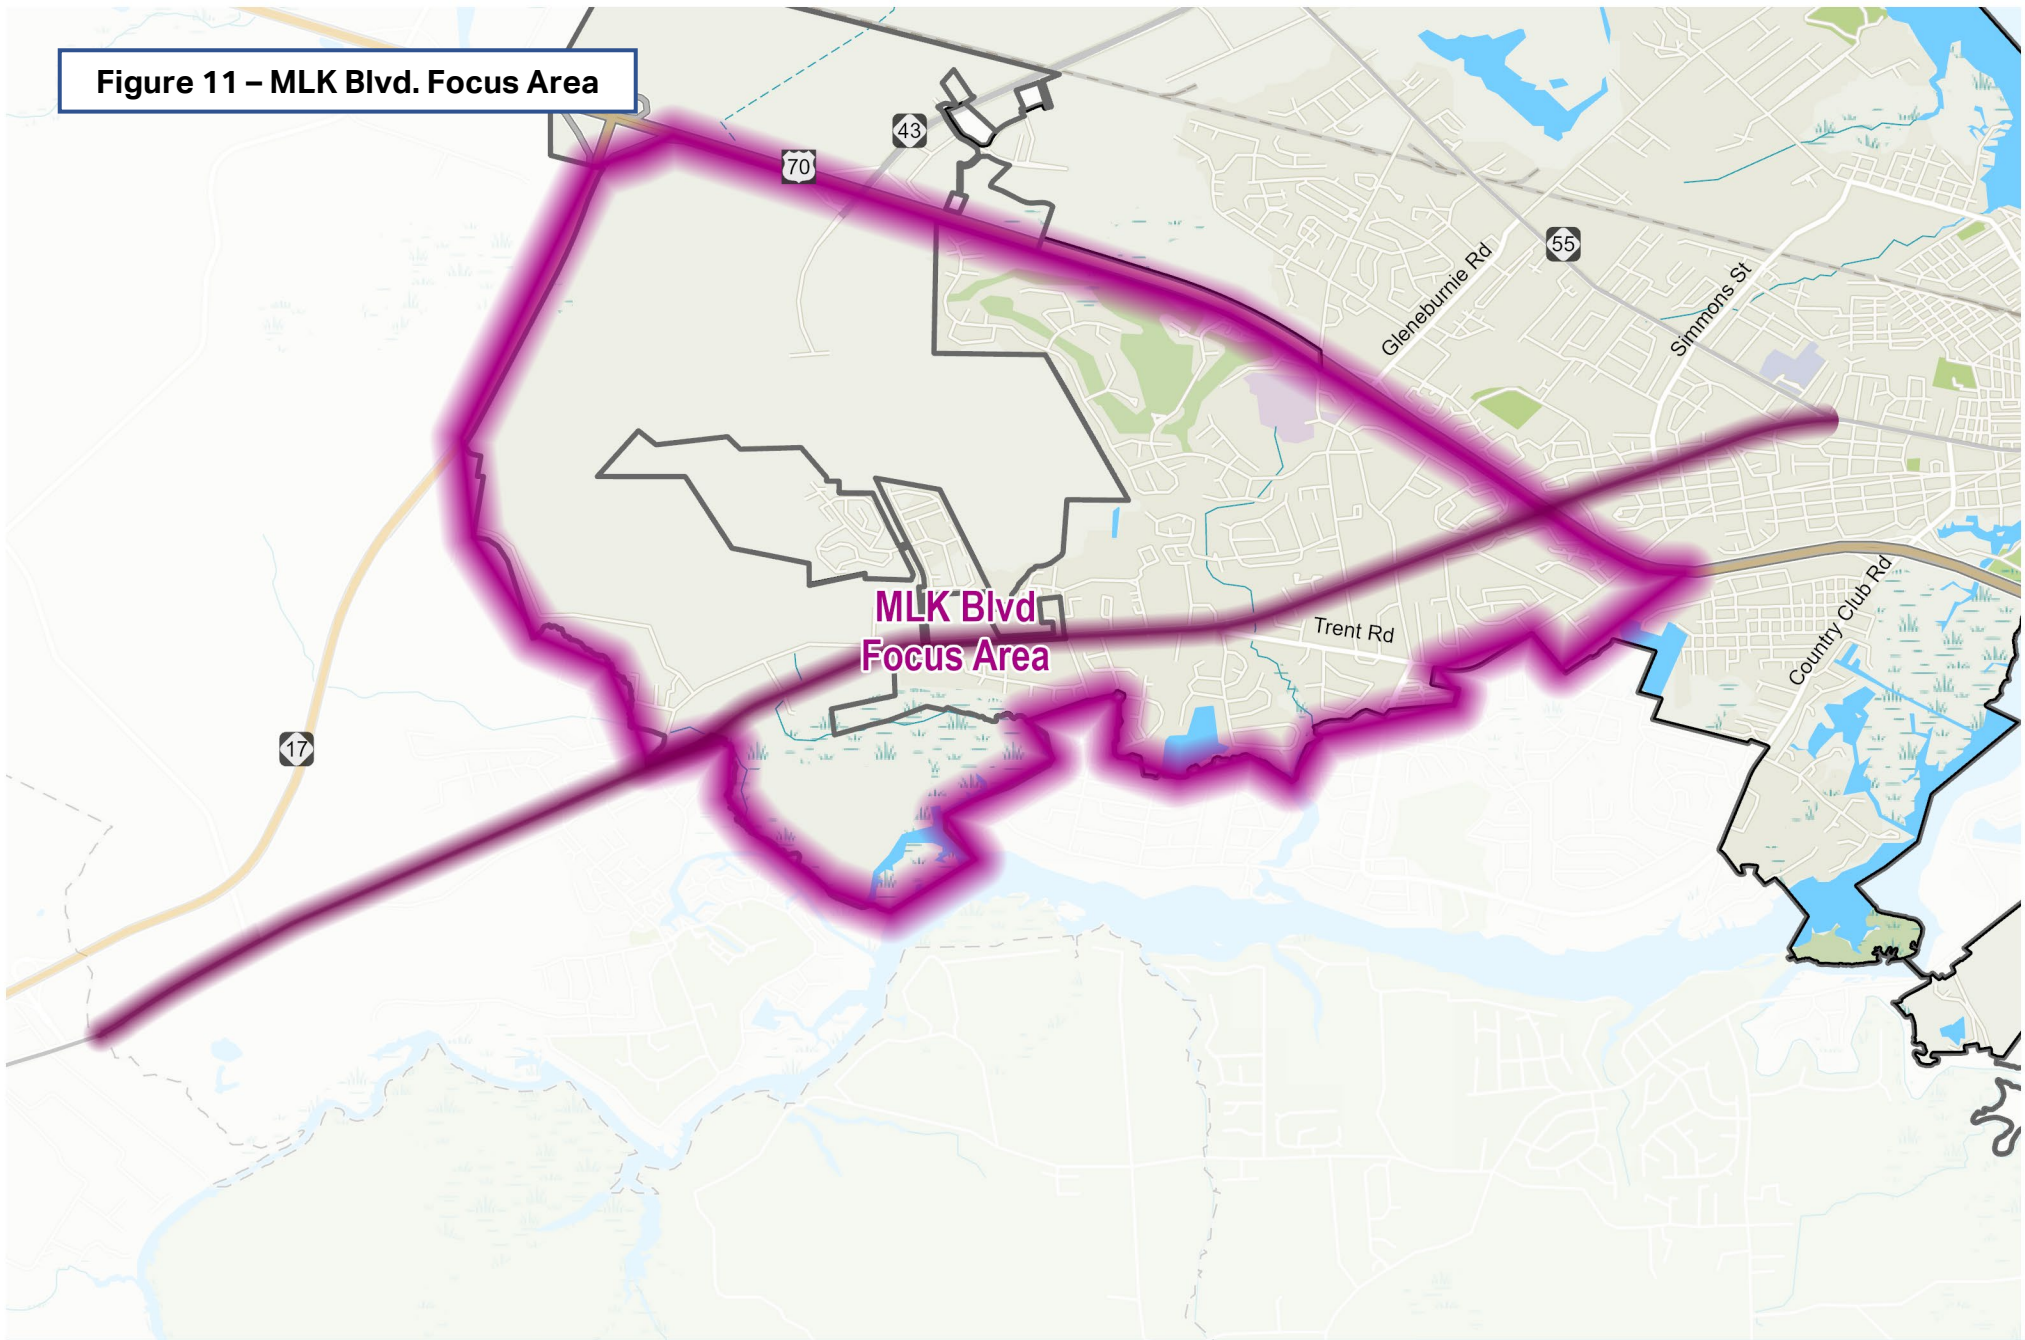 Figure 11 – MLK Blvd. Focus Area
43
70
55
Gleneburnie Rd
Simmons St
MLK Blvd
Focus Area
Trent Rd
Country Club Rd
17